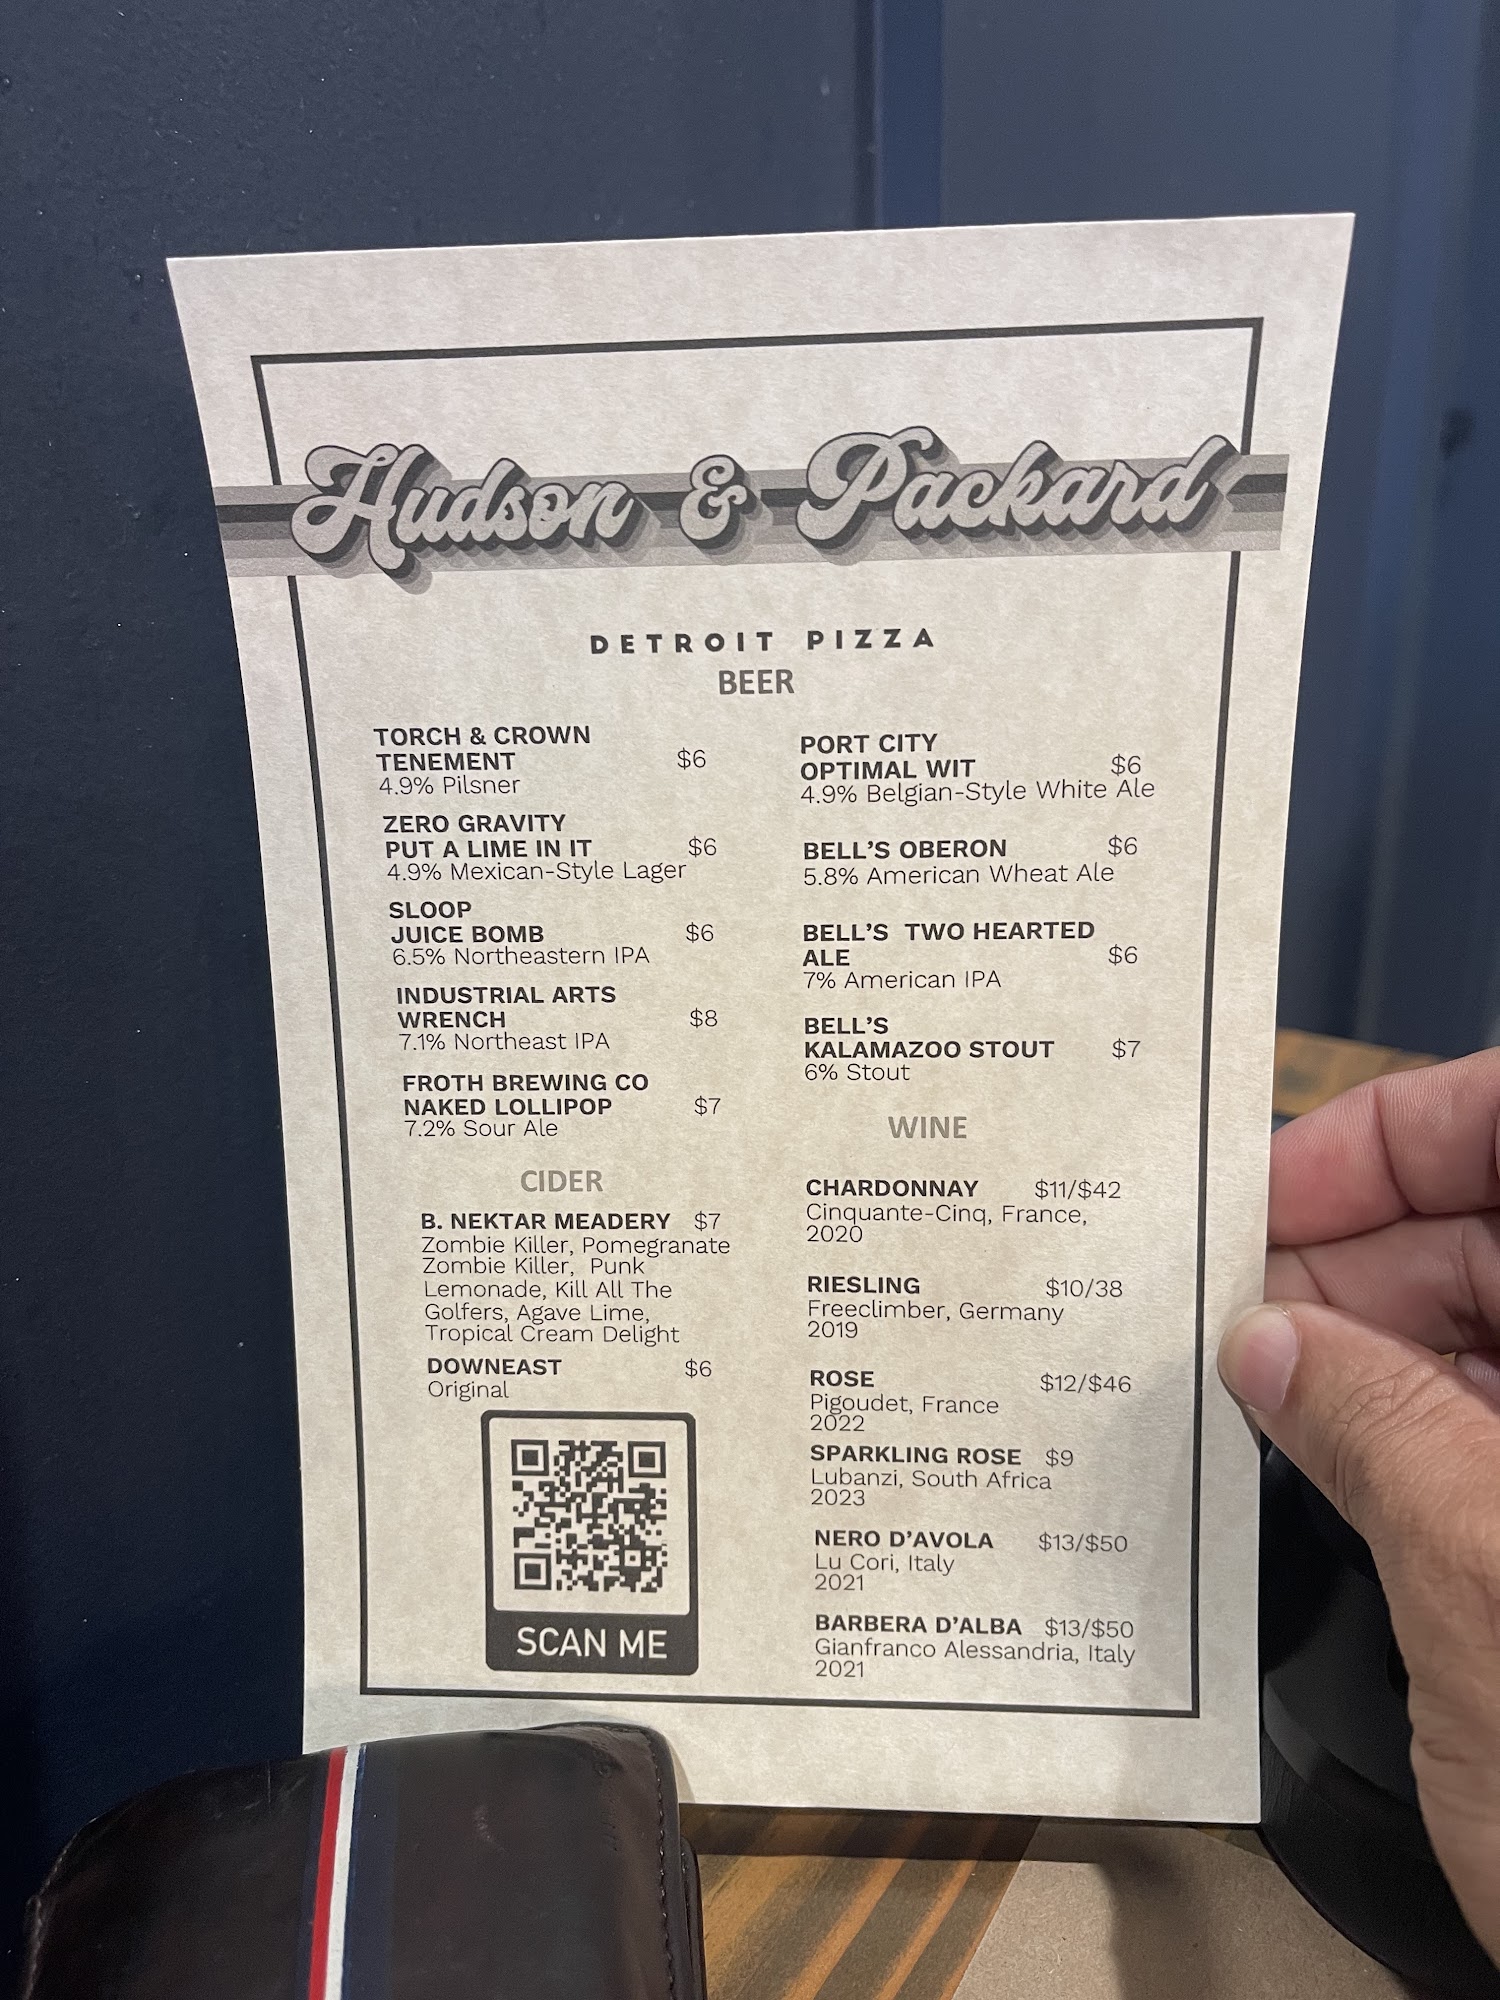 Hudson & Packard
DETROIT PIZZA
BEER
TORCH & CROWN
TENEMENT $6
4.9% Pilsner
ZERO GRAVITY
PUT A LIME IN IT $6
4.9% Mexican-Style Lager
SLOOP
JUICE BOMB $6
6.5% Northeastern IPA
INDUSTRIAL ARTS
WRENCH $8
7.1% Northeast IPA
FROTH BREWING CO
NAKED LOLLIPOP $7
7.2% Sour Ale
CIDER
B. NEKTAR MEADERY $7
Zombie Killer, Pomegranate
Zombie Killer, Punk
Lemonade, Kill All The
Golfers, Agave Lime,
Tropical Cream Delight
DOWNEAST $6
Original
SCAN ME
PORT CITY
OPTIMAL WIT $6
4.9% Belgian-Style White Ale
BELL'S OBERON $6
5.8% American Wheat Ale
BELL'S TWO HEARTED
ALE $6
7% American IPA
BELL'S
KALAMAZOO STOUT $7
6% Stout
WINE
CHARDONNAY $11/$42
Cinquante-Cinq, France,
2020
RIESLING $10/38
Freeclimber, Germany
2019
ROSE $12/$46
Pigoudet, France
2022
SPARKLING ROSE $9
Lubanzi, South Africa
2023
NERO D'AVOLA $13/$50
Lu Cori, Italy
2021
BARBERA D'ALBA $13/$50
Gianfranco Alessandria, Italy
2021